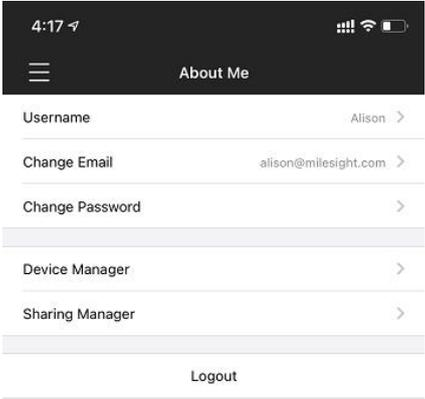 4:17
About Me
Username Alison
Change Email alison@milesight.com
Change Password
Device Manager
Sharing Manager
Logout